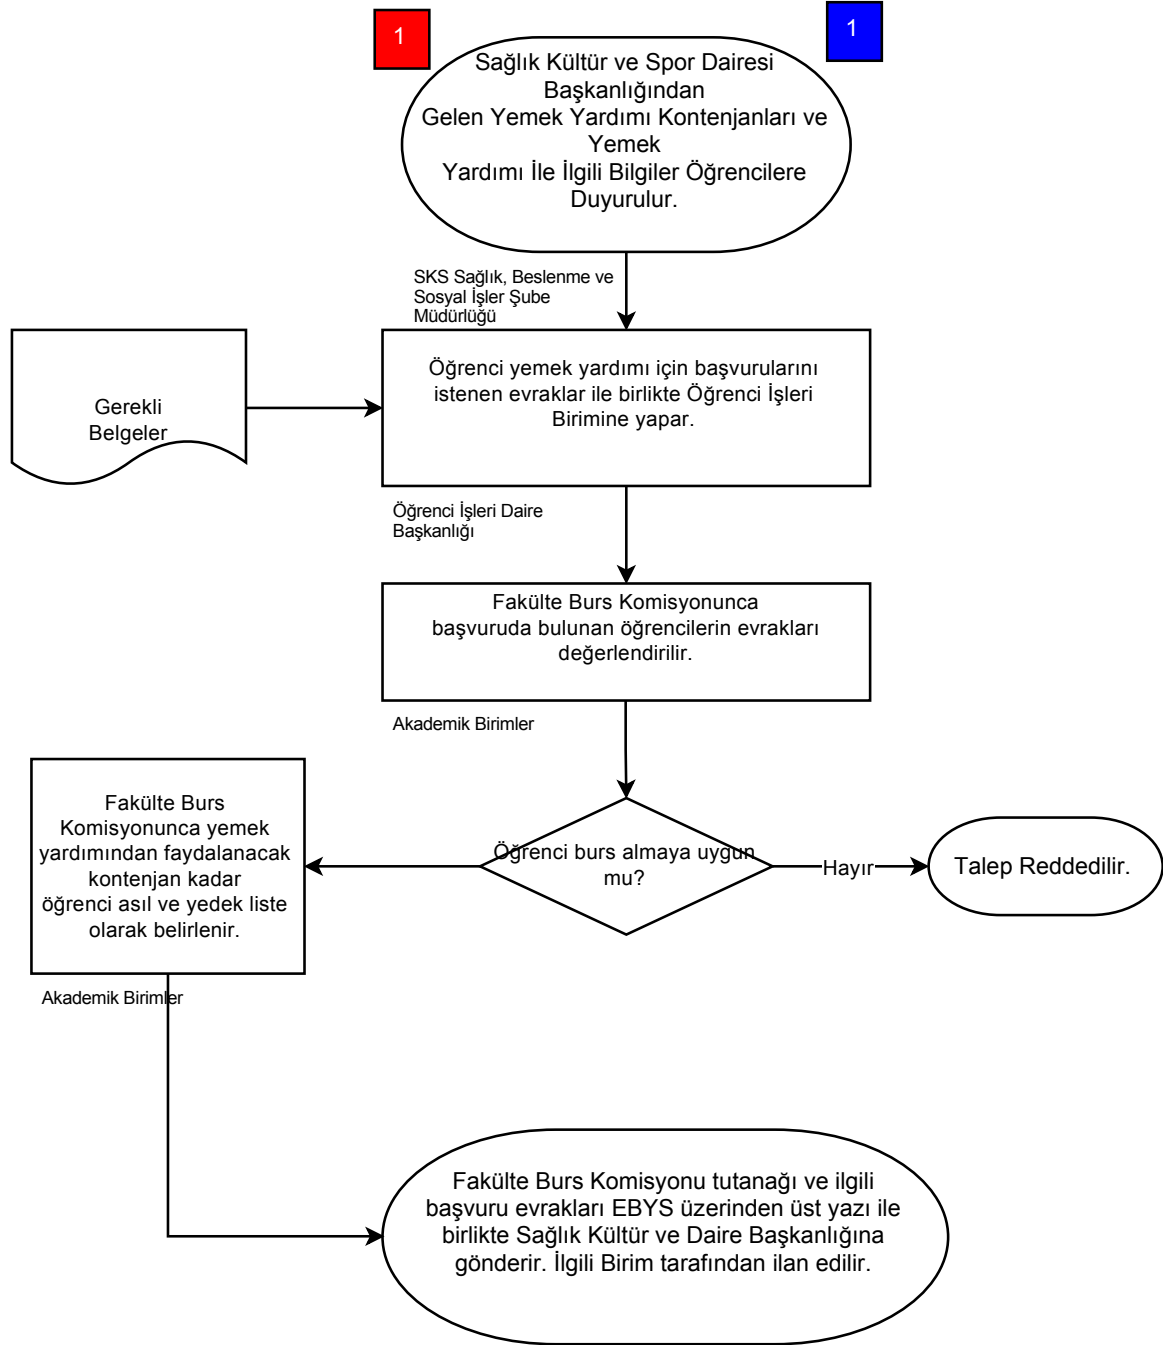 1
1
Sağlık Kültür ve Spor Dairesi
Başkanlığından
Gelen Yemek Yardımı Kontenjanları ve
Yemek
Yardımı İle İlgili Bilgiler Öğrencilere
Duyurulur.
SKS Sağlık, Beslenme ve
Sosyal İşler Şube
Müdürlüğü
Gerekli
Belgeler
Öğrenci yemek yardımı için başvurularını
istenen evraklar ile birlikte Öğrenci İşleri
Birimine yapar.
Öğrenci İşleri Daire
Başkanlığı
Fakülte Burs Komisyonunca
başvuruda bulunan öğrencilerin evrakları
değerlendirilir.
Akademik Birimler
Fakülte Burs
Komisyonunca yemek
yardımından faydalanacak
kontenjan kadar
öğrenci asıl ve yedek liste
olarak belirlenir.
Öğrenci burs almaya uygun
mu?
Hayır
Talep Reddedilir.
Akademik Birimler
Fakülte Burs Komisyonu tutanağı ve ilgili
başvuru evrakları EBYS üzerinden üst yazı ile
birlikte Sağlık Kültür ve Daire Başkanlığına
gönderir. İlgili Birim tarafından ilan edilir.